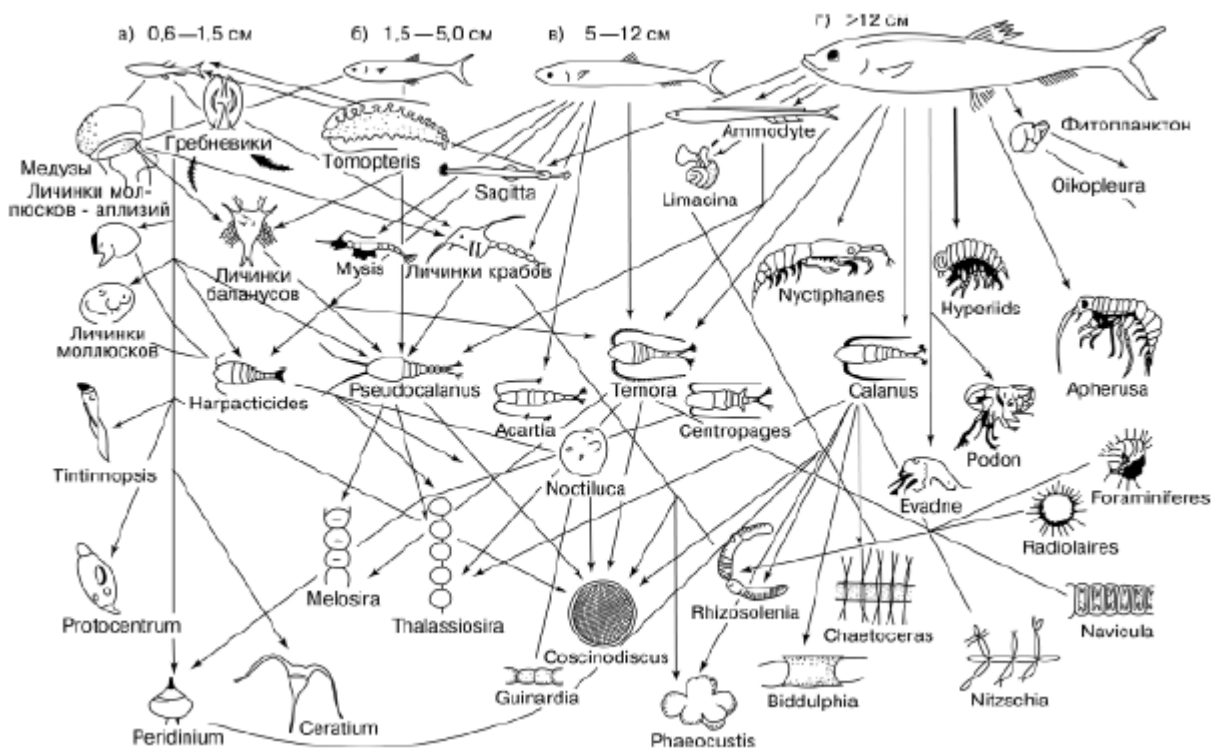 а) 0,6—1,5 см
б) 1,5—5,0 см
в) 5—12 см
г) >12 см
Гребневики
Медузы
Tomopteris
Sagitta
Ammodyte
Limacina
Фитопланктон
Oikopleura
Личинки мол-
люсков - аплизий
Личинки
баланусов
Mysis
Личинки крабов
Nyctiphanes
Hyperiids
Личинки
моллюсков
Harpacticides
Pseudocalanus
Acartia
Temora
Centropages
Calanus
Apherusa
Podon
Tintinnopsis
Noctiluca
Evadne
Foraminiferes
Radiolaires
Protocentrum
Melosira
Thalassiosira
Coscinodiscus
Rhizosolenia
Chaetoceras
Navicula
Guinardia
Biddulphia
Nitzschia
Peridinium
Ceratium
Phaeocustis